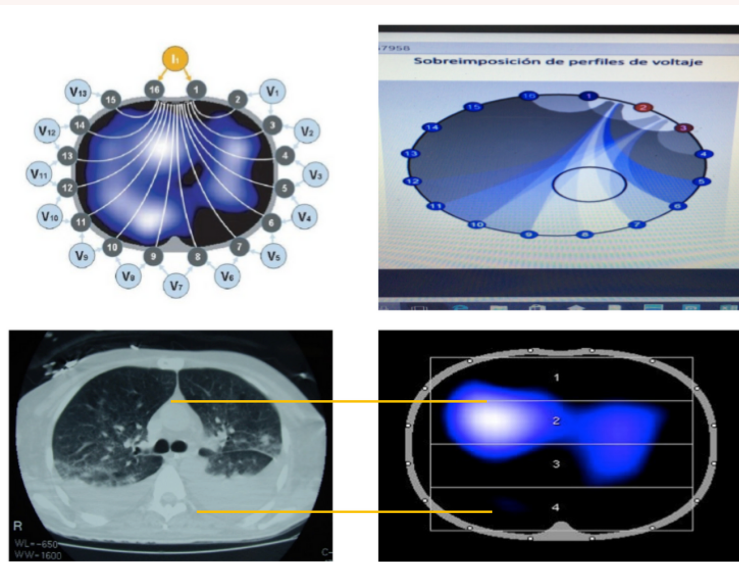 I₁
16 1
V₁₃ 15 2 V₁
14 3
V₁₂ V₂
13 4
V₁₁ V₃
12 5
V₁₀ V₄
11 6
V₉ 10 9 8 7 V₅
V₈ V₇ V₆
7958
Sobreimposición de perfiles de voltaje
16 1 2
15 3
14
13 4
12 5
11 6
10 7
9 8
R
WL=-650
WW=1600
C-
1
2
3
4